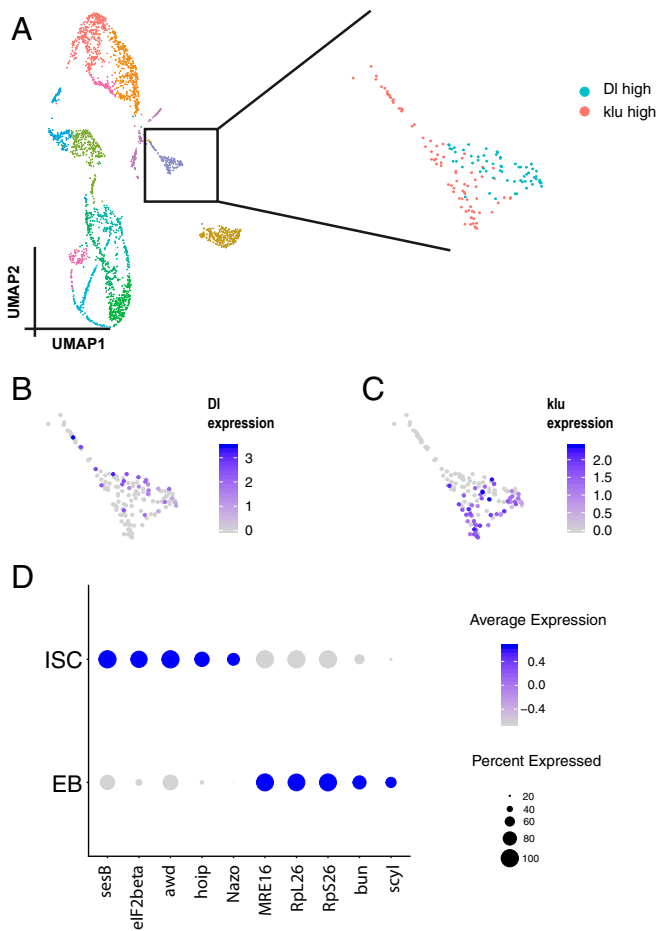 A
Dl high
klu high
UMAP2
UMAP1
B
Dl
expression
3
2
1
0
C
klu
expression
2.0
1.5
1.0
0.5
0.0
D
ISC
EB
sesB
eIF2beta
awd
hoip
Nazo
MRE16
RpL26
RpS26
bun
scyl
Average Expression
0.4
0.0
−0.4
Percent Expressed
20
40
60
80
100